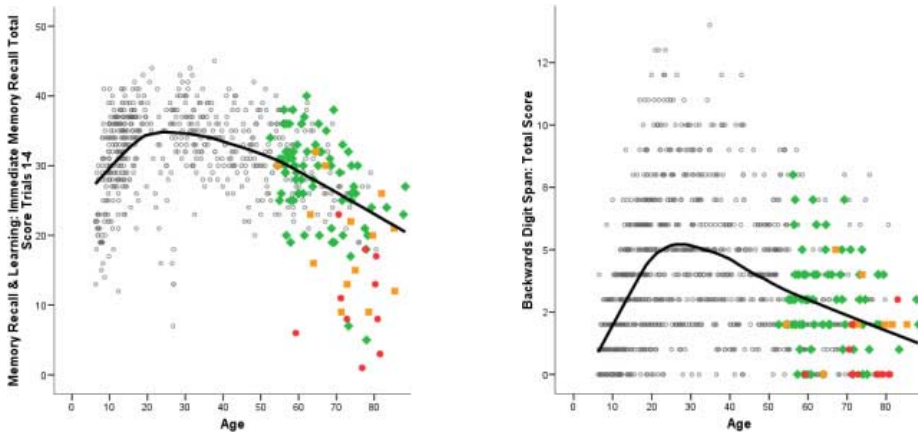 Memory Recall & Learning: Immediate Memory Recall Total
Score Trials 1-4
50
40
30
20
10
0
0 10 20 30 40 50 60 70 80
Age
Backwards Digit Span: Total Score
12
10
8
5
2
0
0 10 20 30 40 50 60 70 80
Age